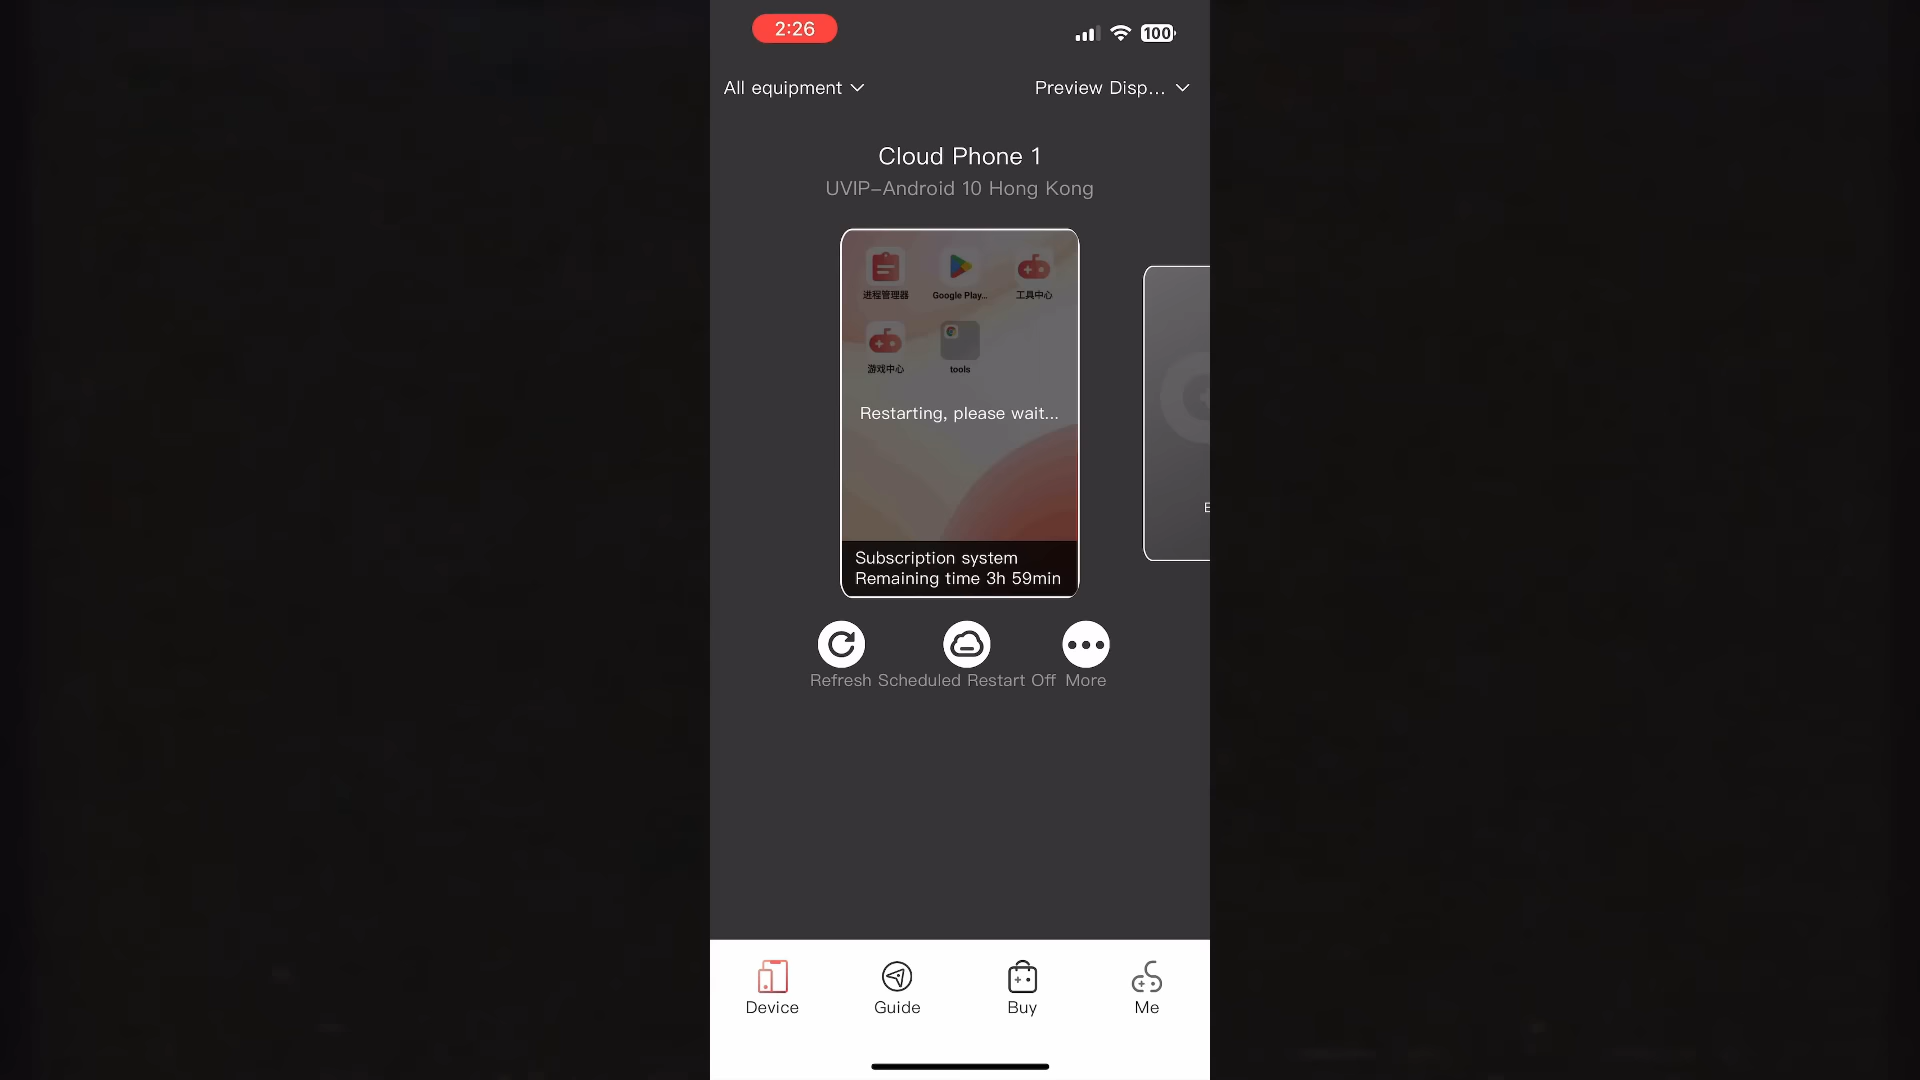 2:26
100
All equipment
Preview Disp...
Cloud Phone 1
UVIP-Android 10 Hong Kong
进程管理器
Google Play...
工具中心
游戏中心
tools
Restarting, please wait...
Subscription system
Remaining time 3h 59min
Refresh
Scheduled Restart Off
More
Device
Guide
Buy
Me